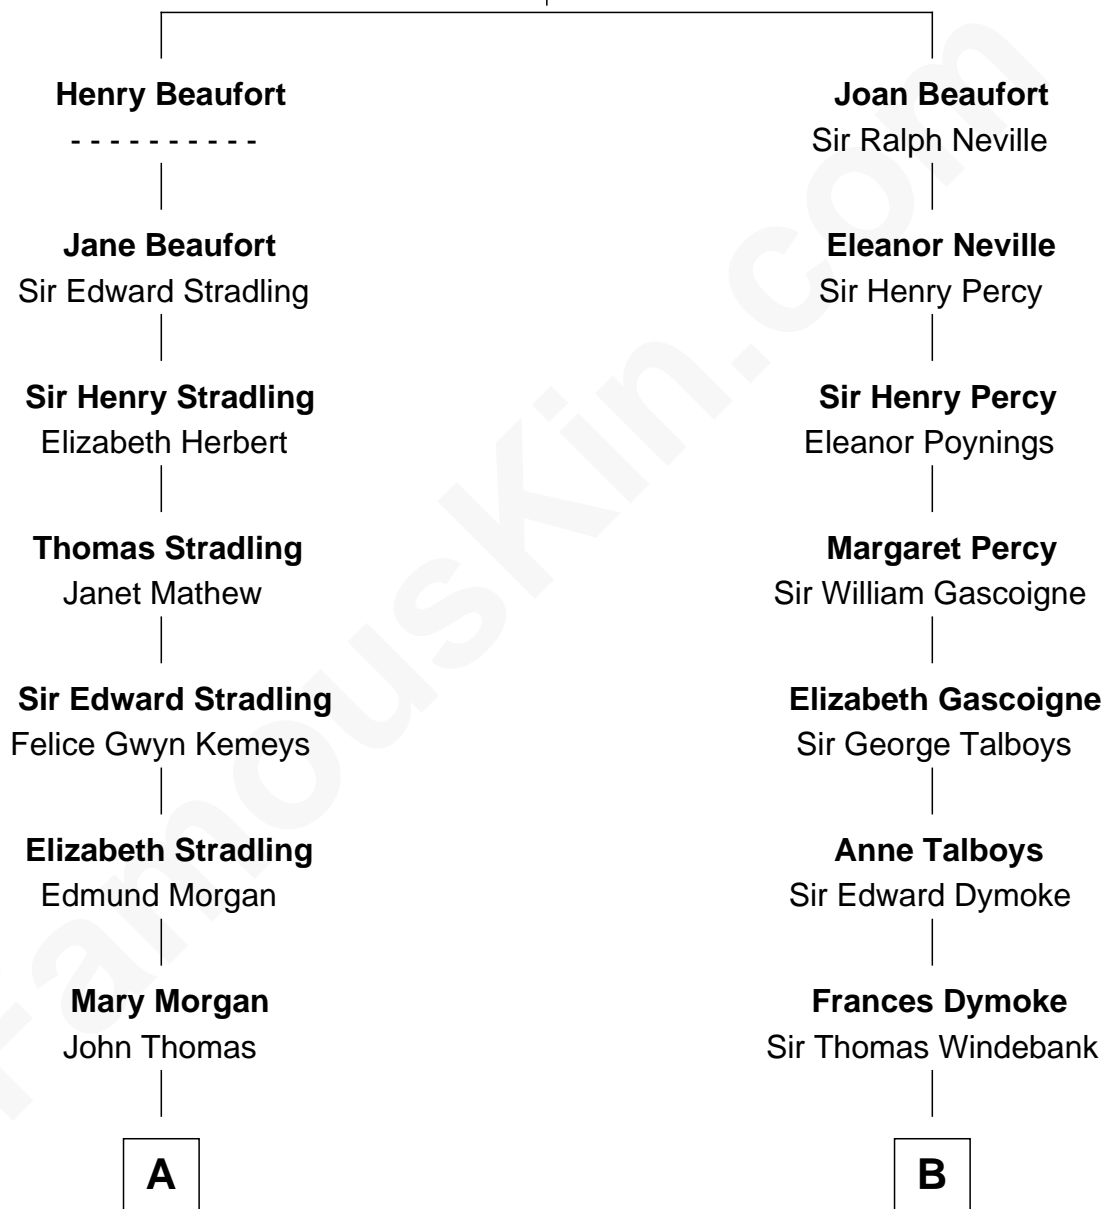 Henry Beaufort
- - - - - - - - - -
Jane Beaufort
Sir Edward Stradling
Sir Henry Stradling
Elizabeth Herbert
Thomas Stradling
Janet Mathew
Sir Edward Stradling
Felice Gwyn Kemeys
Elizabeth Stradling
Edmund Morgan
Mary Morgan
John Thomas
A
Joan Beaufort
Sir Ralph Neville
Eleanor Neville
Sir Henry Percy
Sir Henry Percy
Eleanor Poynings
Margaret Percy
Sir William Gascoigne
Elizabeth Gascoigne
Sir George Talboys
Anne Talboys
Sir Edward Dymoke
Frances Dymoke
Sir Thomas Windebank
B
FamousKin.com